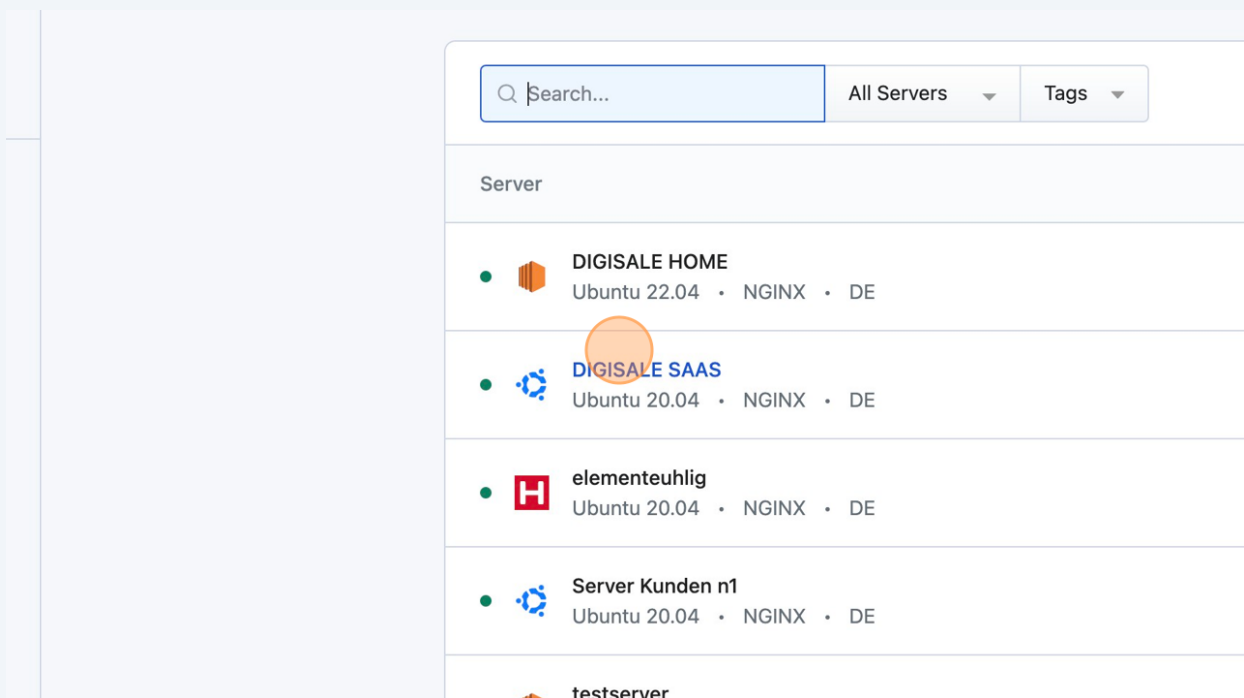 Search... All Servers Tags
Server
DIGISALE HOME
Ubuntu 22.04 • NGINX • DE
DIGISALE SAAS
Ubuntu 20.04 • NGINX • DE
H
elementeuhlig
Ubuntu 20.04 • NGINX • DE
Server Kunden n1
Ubuntu 20.04 • NGINX • DE
testserver